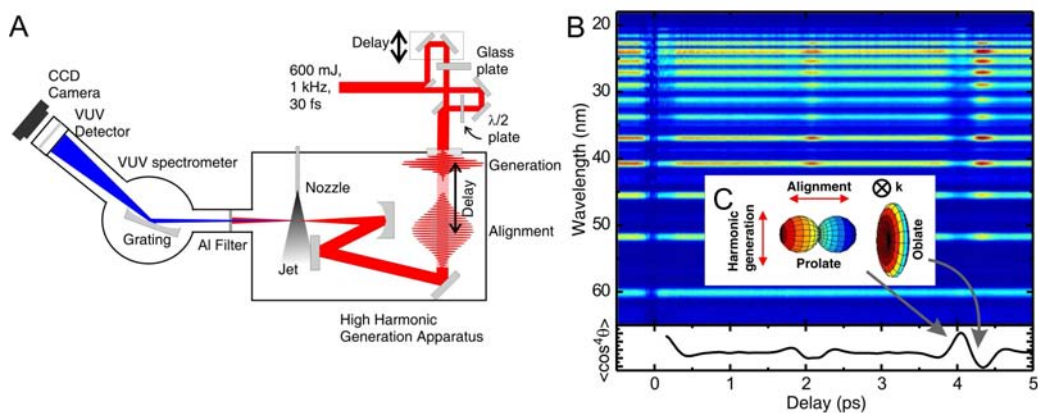 A
CCD
Camera
VUV
Detector
VUV spectrometer
Grating
Al Filter
Nozzle
Jet
600 mJ,
1 kHz,
30 fs
Delay
Glass
plate
λ/2
plate
Generation
Delay
Alignment
High Harmonic
Generation Apparatus
B
Wavelength (nm)
20
30
40
50
60
C
Alignment
k
Harmonic
generation
Prolate
Oblate
<cos⁴θ>
0
1
2
3
4
5
Delay (ps)